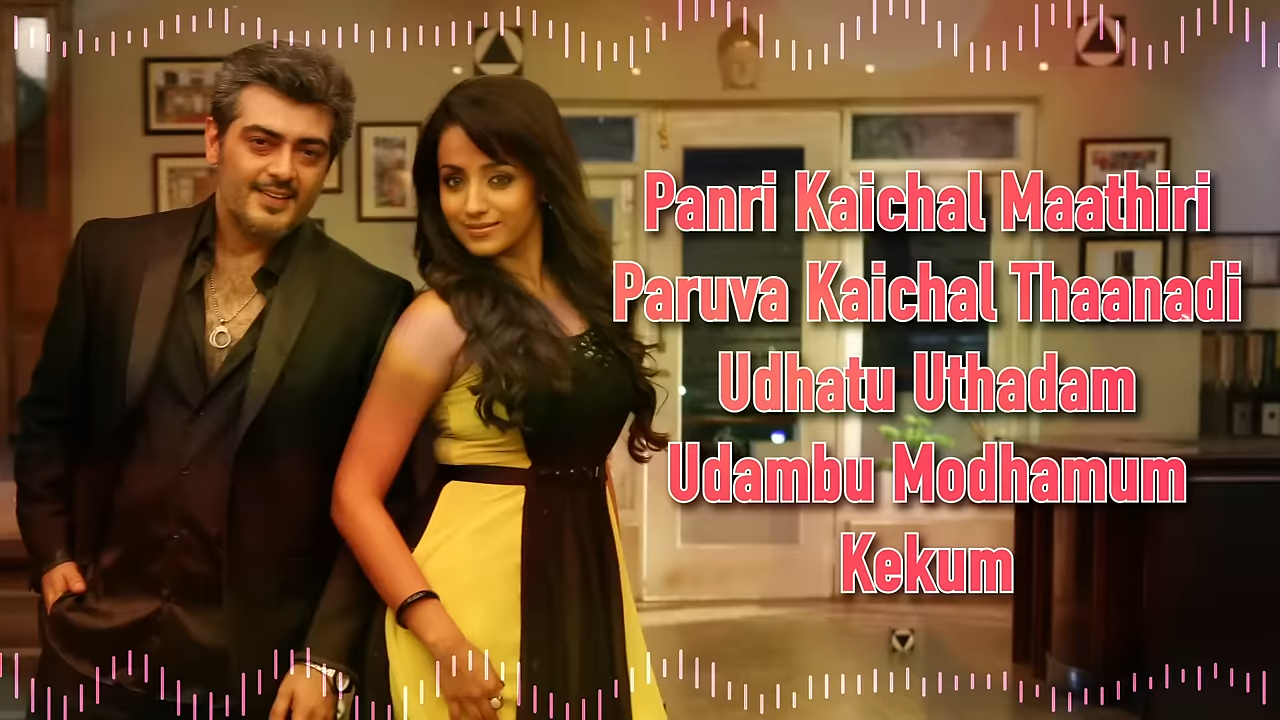 Panri Kaichal Maathiri
Paruva Kaichal Thaanadi
Udhatu Uthadam
Udambu Modhamum
Kekum